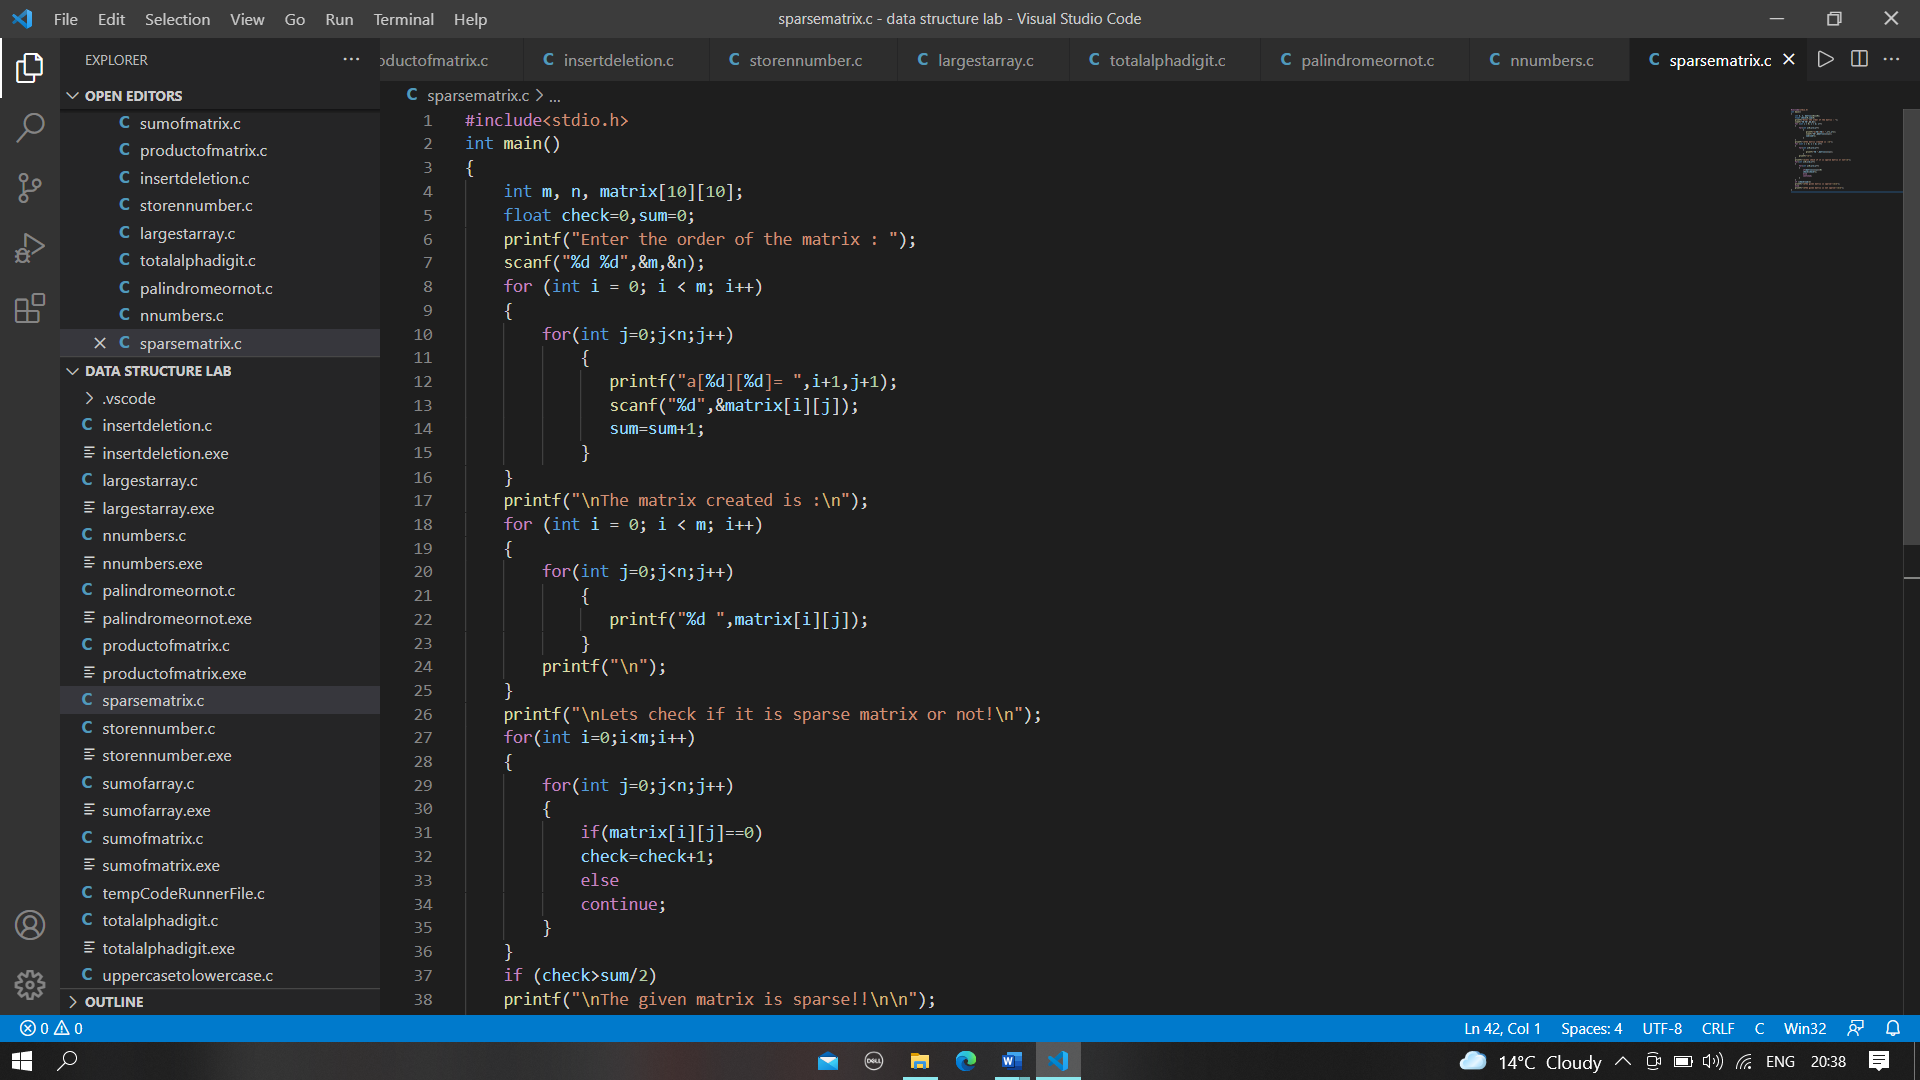 File Edit Selection View Go Run Terminal Help
sparsematrix.c - data structure lab - Visual Studio Code
EXPLORER
oductofmatrix.c
C insertdeletion.c
C storennumber.c
C largestarray.c
C totalalphadigit.c
C palindromeornot.c
C nnumbers.c
C sparsematrix.c
OPEN EDITORS
C sumofmatrix.c
C productofmatrix.c
C insertdeletion.c
C storennumber.c
C largestarray.c
C totalalphadigit.c
C palindromeornot.c
C nnumbers.c
C sparsematrix.c
DATA STRUCTURE LAB
.vscode
C insertdeletion.c
insertdeletion.exe
C largestarray.c
largestarray.exe
C nnumbers.c
nnumbers.exe
C palindromeornot.c
palindromeornot.exe
C productofmatrix.c
productofmatrix.exe
C sparsematrix.c
C storennumber.c
storennumber.exe
C sumofarray.c
sumofarray.exe
C sumofmatrix.c
sumofmatrix.exe
C tempCodeRunnerFile.c
C totalalphadigit.c
totalalphadigit.exe
C uppercasetolowercase.c
OUTLINE
C sparsematrix.c > ...
1 #include<stdio.h>
2 int main()
3 {
4 int m, n, matrix[10][10];
5 float check=0,sum=0;
6 printf("Enter the order of the matrix : ");
7 scanf("%d %d",&m,&n);
8 for (int i = 0; i < m; i++)
9 {
10 for(int j=0;j<n;j++)
11 {
12 printf("a[%d][%d]= ",i+1,j+1);
13 scanf("%d",&matrix[i][j]);
14 sum=sum+1;
15 }
16 }
17 printf("\nThe matrix created is :\n");
18 for (int i = 0; i < m; i++)
19 {
20 for(int j=0;j<n;j++)
21 {
22 printf("%d ",matrix[i][j]);
23 }
24 printf("\n");
25 }
26 printf("\nLets check if it is sparse matrix or not!\n");
27 for(int i=0;i<m;i++)
28 {
29 for(int j=0;j<n;j++)
30 {
31 if(matrix[i][j]==0)
32 check=check+1;
33 else
34 continue;
35 }
36 }
37 if (check>sum/2)
38 printf("\nThe given matrix is sparse!!\n\n");
0 0
Ln 42, Col 1 Spaces: 4 UTF-8 CRLF C Win32
DELL
W
14°C Cloudy ENG 20:38